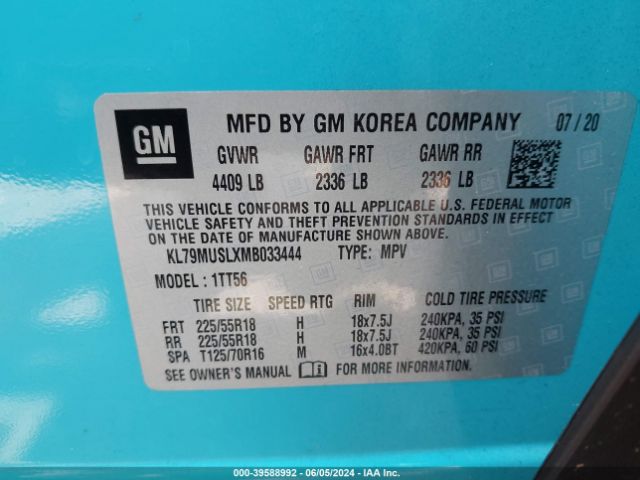 GM MFD BY GM KOREA COMPANY 07/20
GVWR GAWR FRT GAWR RR
4409 LB 2336 LB 2336 LB
THIS VEHICLE CONFORMS TO ALL APPLICABLE U.S. FEDERAL MOTOR
VEHICLE SAFETY AND THEFT PREVENTION STANDARDS IN EFFECT
ON THE DATE OF MANUFACTURE SHOWN ABOVE.
KL79MUSLXMB033444 TYPE: MPV
MODEL : 1TT56
TIRE SIZE SPEED RTG RIM COLD TIRE PRESSURE
FRT 225/55R18 H 18x7.5J 240KPA, 35 PSI
RR 225/55R18 H 18x7.5J 240KPA, 35 PSI
SPA T125/70R16 M 16x4.0BT 420KPA, 60 PSI
SEE OWNER'S MANUAL FOR MORE INFORMATION.
000-39588992 - 06/05/2024 - IAA Inc.